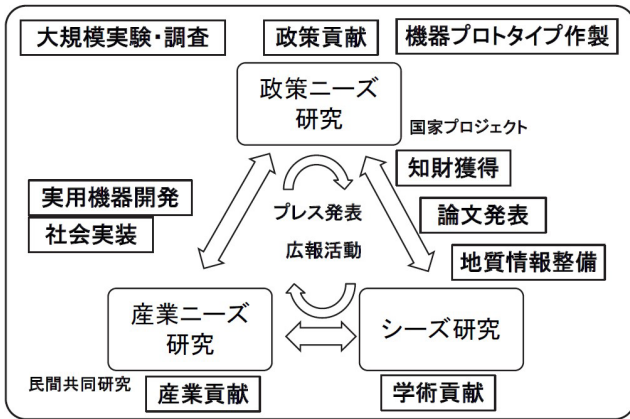 大規模実験・調査
政策貢献
機器プロトタイプ作製
政策ニーズ
研究
国家プロジェクト
知財獲得
実用機器開発
社会実装
プレス発表
広報活動
論文発表
地質情報整備
産業ニーズ
研究
シーズ研究
民間共同研究
産業貢献
学術貢献